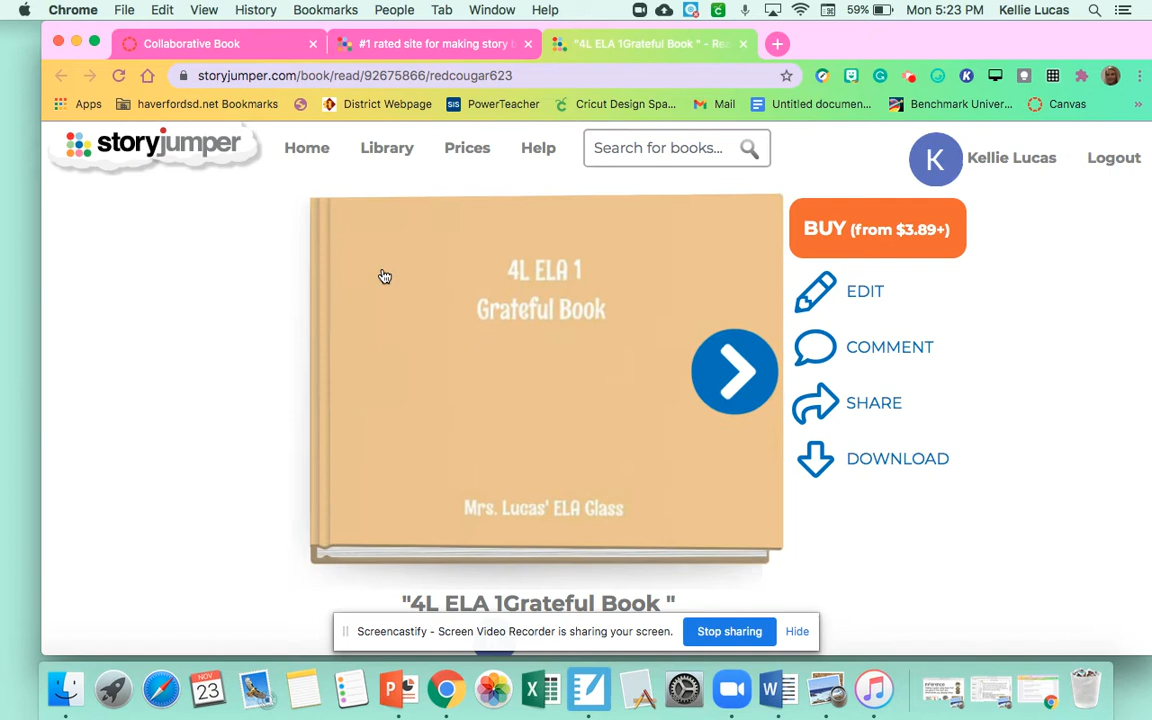 Chrome File Edit View History Bookmarks People Tab Window Help 59% Mon 5:23 PM Kellie Lucas
Collaborative Book #1 rated site for making story b "4L ELA 1Grateful Book " - Rea
storyjumper.com/book/read/92675866/redcougar623
Apps haverfordsd.net Bookmarks District Webpage SIS PowerTeacher Cricut Design Spa... Mail Untitled documen... Benchmark Univer... Canvas »
storyjumper Home Library Prices Help Search for books... K Kellie Lucas Logout
BUY (from $3.89+)
4L ELA 1
Grateful Book
EDIT
COMMENT
SHARE
DOWNLOAD
Mrs. Lucas' ELA Class
"4L ELA 1Grateful Book "
Screencastify - Screen Video Recorder is sharing your screen. Stop sharing Hide
NOV
23